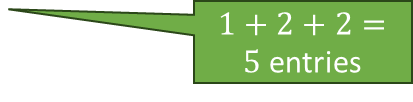 1 + 2 + 2 =
5 entries